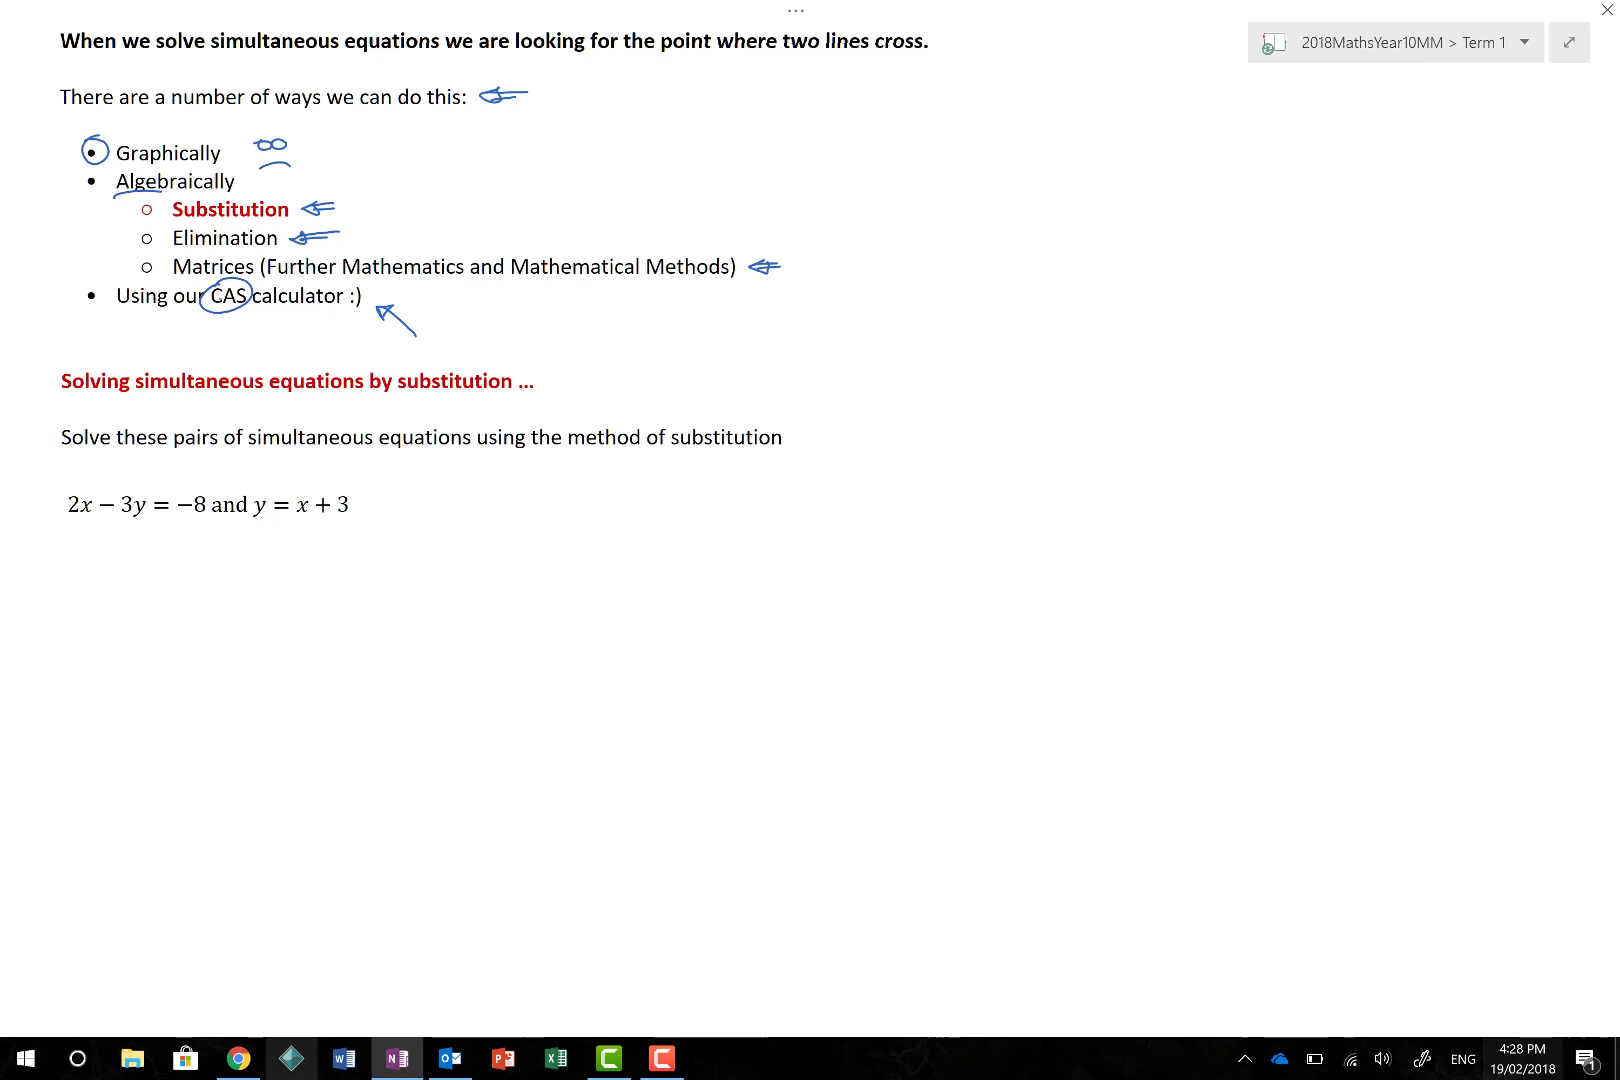 When we solve simultaneous equations we are looking for the point where two lines cross.
2018MathsYear10MM > Term 1
There are a number of ways we can do this:
• Graphically
• Algebraically
○ Substitution
○ Elimination
○ Matrices (Further Mathematics and Mathematical Methods)
• Using our CAS calculator :)
Solving simultaneous equations by substitution ...
Solve these pairs of simultaneous equations using the method of substitution
2x − 3y = −8 and y = x + 3
ENG
4:28 PM
19/02/2018
1